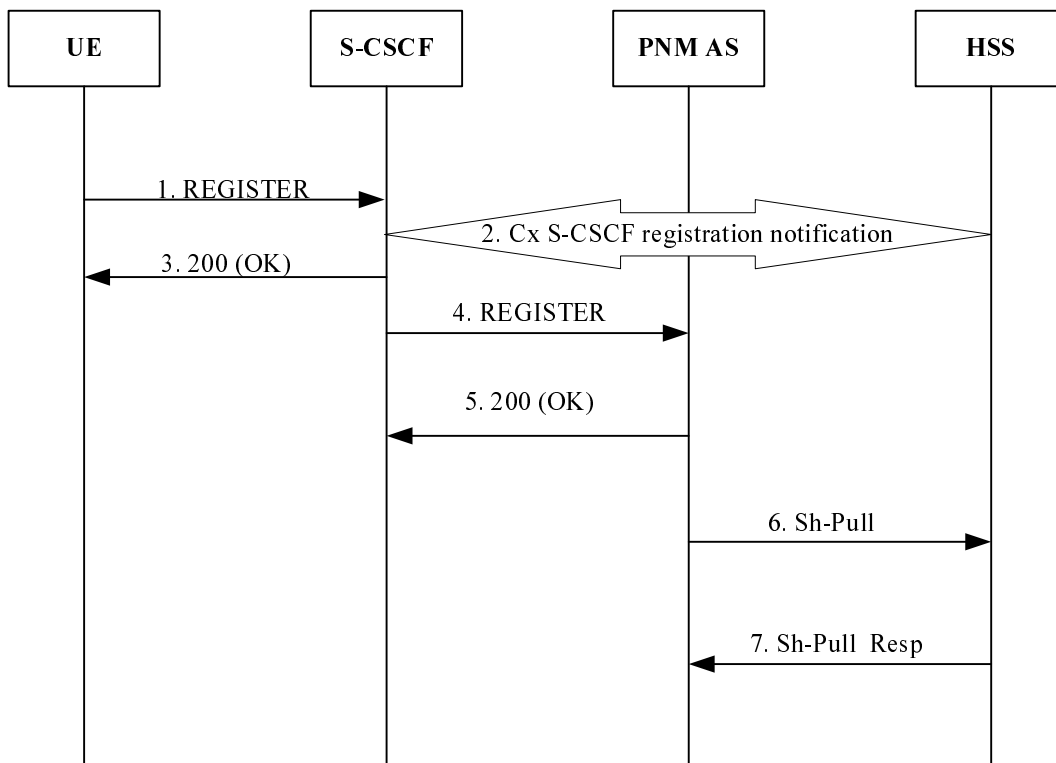 UE
S-CSCF
PNM AS
HSS
1. REGISTER
2. Cx S-CSCF registration notification
3. 200 (OK)
4. REGISTER
5. 200 (OK)
6. Sh-Pull
7. Sh-Pull Resp